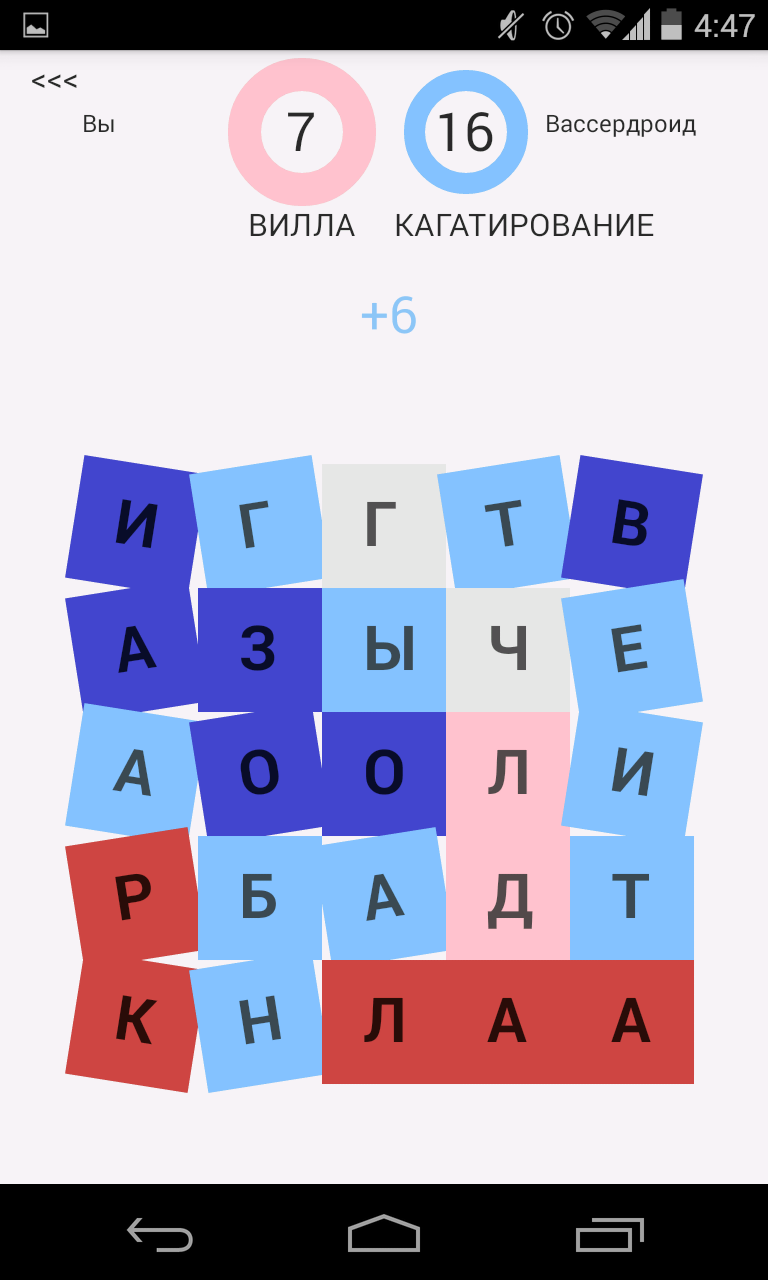 4:47
<<<
Вы 7 16 Вассердроид
ВИЛЛА КАГАТИРОВАНИЕ
+6
И Г Г Т В
А З Ы Ч Е
А О О Л И
Р Б А Д Т
К Н Л А А